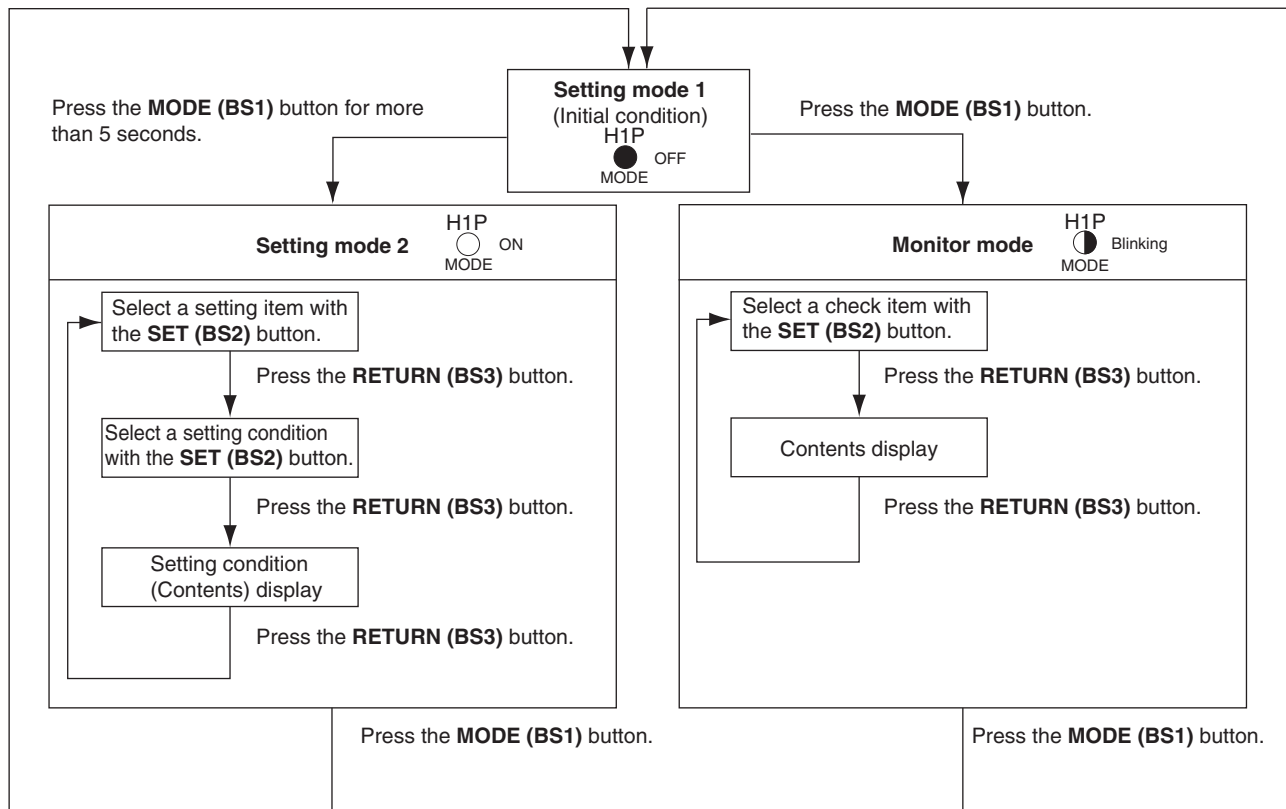 Setting mode 1
(Initial condition)
H1P
OFF
MODE
Press the MODE (BS1) button for more
than 5 seconds.
Press the MODE (BS1) button.
Setting mode 2
H1P
ON
MODE
Select a setting item with
the SET (BS2) button.
Press the RETURN (BS3) button.
Select a setting condition
with the SET (BS2) button.
Press the RETURN (BS3) button.
Setting condition
(Contents) display
Press the RETURN (BS3) button.
Press the MODE (BS1) button.
Monitor mode
H1P
Blinking
MODE
Select a check item with
the SET (BS2) button.
Press the RETURN (BS3) button.
Contents display
Press the RETURN (BS3) button.
Press the MODE (BS1) button.